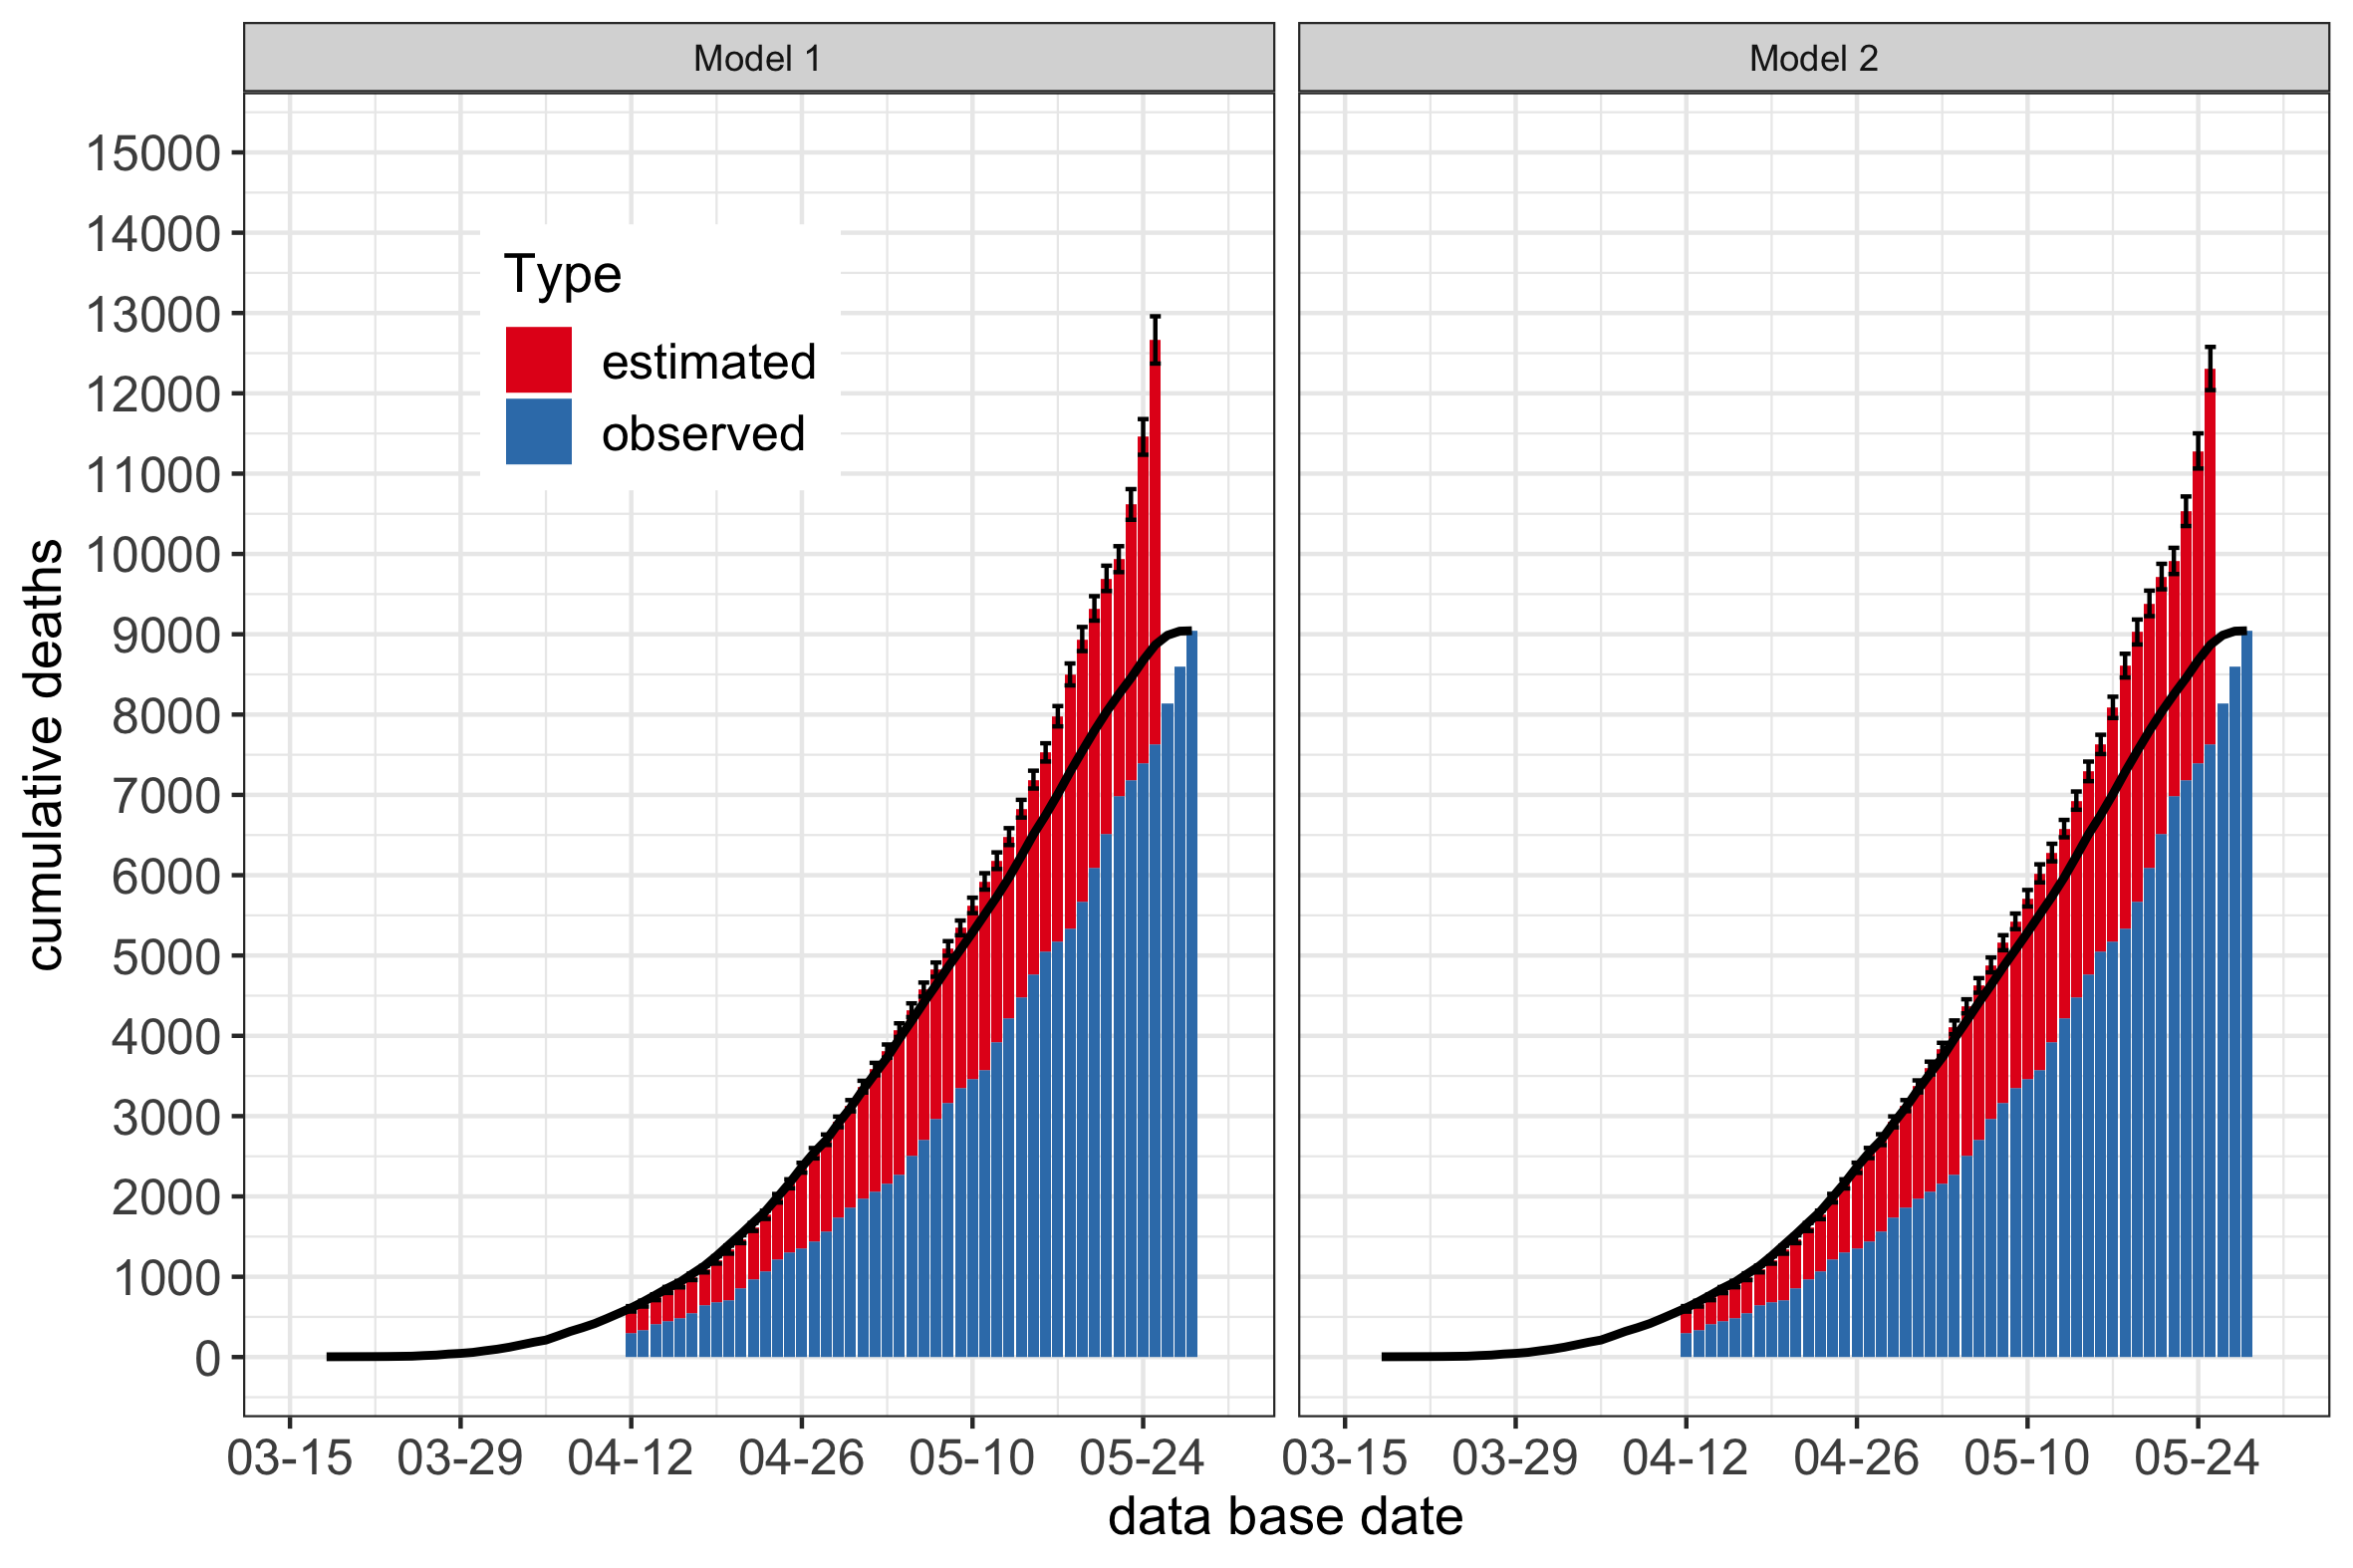 Model 1
Model 2
15000
14000
13000
12000
11000
10000
9000
8000
7000
6000
5000
4000
3000
2000
1000
0
cumulative deaths
Type
estimated
observed
03-15 03-29 04-12 04-26 05-10 05-24
03-15 03-29 04-12 04-26 05-10 05-24
data base date